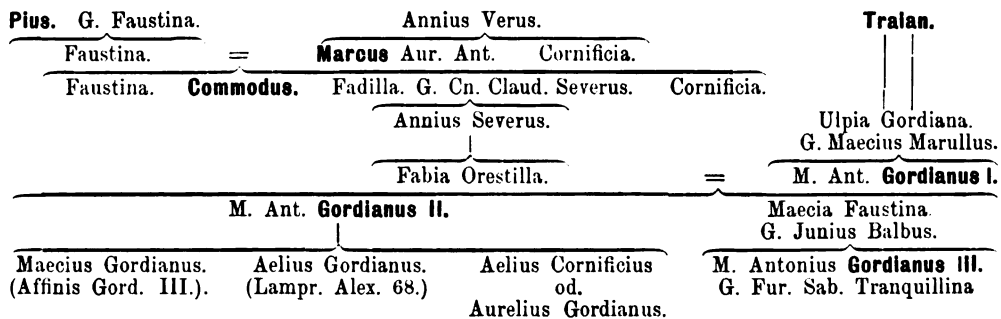 Pius. G. Faustina. Annius Verus. Traian.
Faustina. = Marcus Aur. Ant. Cornificia.
Faustina. Commodus. Fadilla. G. Cn. Claud. Severus. Cornificia.
Annius Severus. Ulpia Gordiana.
G. Maecius Marullus.
Fabia Orestilla. = M. Ant. Gordianus I.
M. Ant. Gordianus II. Maecia Faustina.
G. Junius Balbus.
Maecius Gordianus. Aelius Gordianus. Aelius Cornificius M. Antonius Gordianus III.
(Affinis Gord. III.). (Lampr. Alex. 68.) od. G. Fur. Sab. Tranquillina
Aurelius Gordianus.